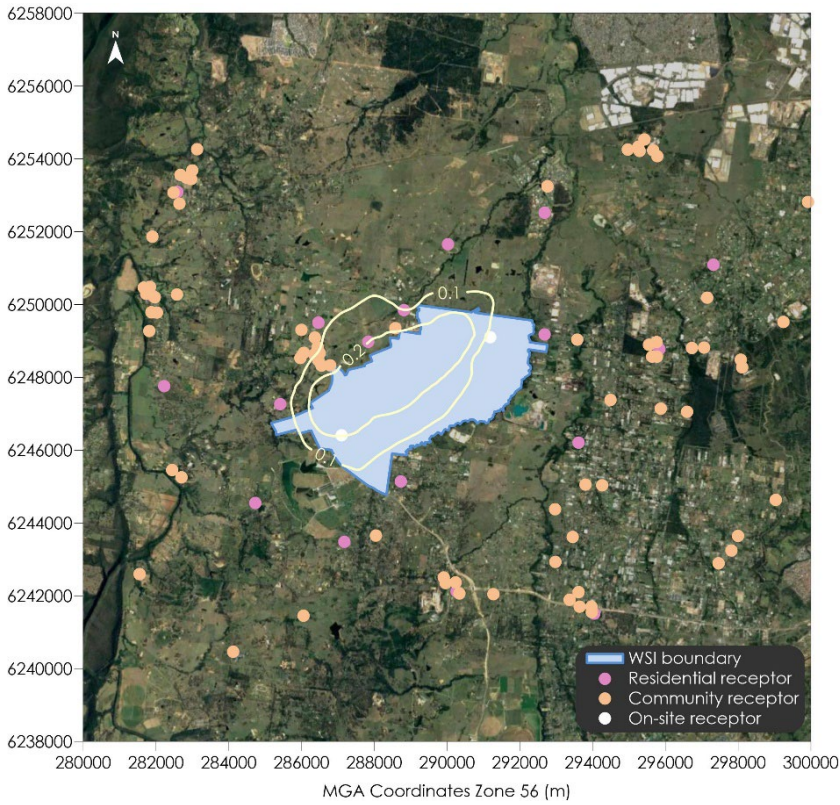 6258000
N
6256000
6254000
6252000
6250000
0.1
0.2
6248000
6246000
0.1
6244000
6242000
6240000
WSI boundary
Residential receptor
Community receptor
On-site receptor
6238000
280000 282000 284000 286000 288000 290000 292000 294000 296000 298000 300000
MGA Coordinates Zone 56 (m)